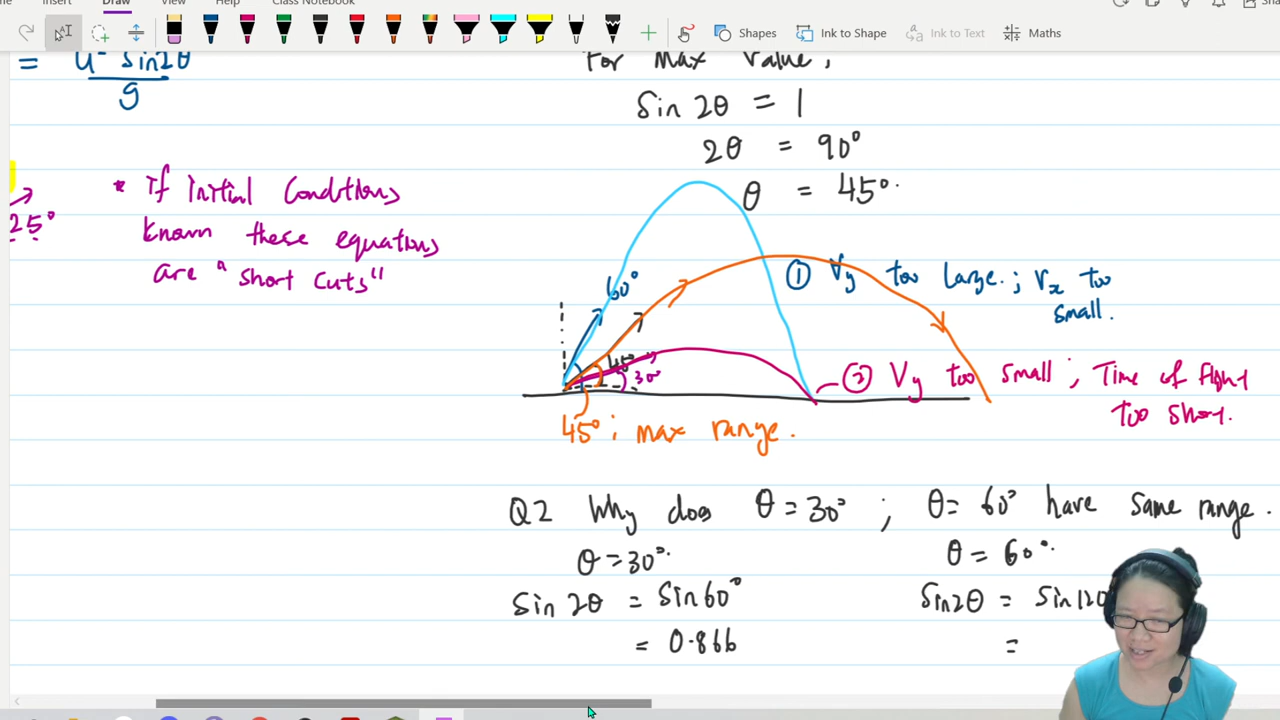 Insert Draw View Help Class Notebook
Shapes Ink to Shape Ink to Text Maths
= u² sin2θ
g
For Max Value,
Sin 2θ = 1
2θ = 90°
θ = 45°.
* If initial Conditions
known these equations
are "short cuts"
25°
60°
45°
30°
① Vy too large. ; Vx too
small.
② Vy too small ; Time of flight
too short.
45° ; max range.
Q2 Why does θ = 30° ; θ = 60° have same range.
θ = 30°.
Sin 2θ = Sin 60°
= 0.866
θ = 60°.
Sin2θ = Sin 120
=